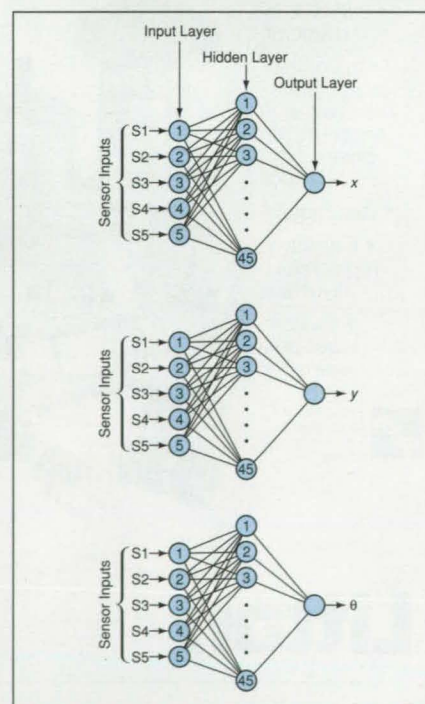 Input Layer
Hidden Layer
Output Layer
Sensor Inputs
S1 1 1
S2 2 2
S3 3 3
S4 4
S5 5
45
x
Sensor Inputs
S1 1 1
S2 2 2
S3 3 3
S4 4
S5 5
45
y
Sensor Inputs
S1 1 1
S2 2 2
S3 3 3
S4 4
S5 5
45
θ